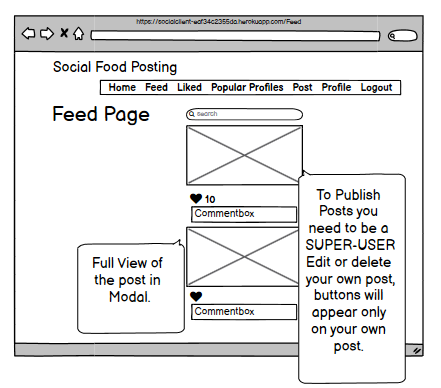 https://socialclient-eaf34c2355da.herokuapp.com/Feed
Social Food Posting
Home Feed Liked Popular Profiles Post Profile Logout
Feed Page
search
10
Commentbox
Full View of
the post in
Modal.
Commentbox
To Publish
Posts you
need to be a
SUPER-USER
Edit or delete
your own post,
buttons will
appear only
on your own
post.